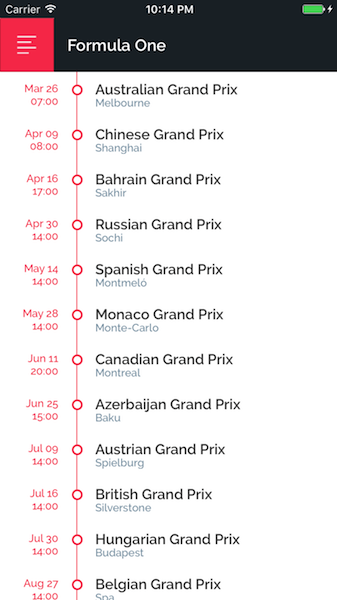 Carrier 10:14 PM
Formula One
Mar 26 Australian Grand Prix
07:00 Melbourne
Apr 09 Chinese Grand Prix
08:00 Shanghai
Apr 16 Bahrain Grand Prix
17:00 Sakhir
Apr 30 Russian Grand Prix
14:00 Sochi
May 14 Spanish Grand Prix
14:00 Montmeló
May 28 Monaco Grand Prix
14:00 Monte-Carlo
Jun 11 Canadian Grand Prix
20:00 Montreal
Jun 25 Azerbaijan Grand Prix
15:00 Baku
Jul 09 Austrian Grand Prix
14:00 Spielburg
Jul 16 British Grand Prix
14:00 Silverstone
Jul 30 Hungarian Grand Prix
14:00 Budapest
Aug 27 Belgian Grand Prix
14:00 Spa